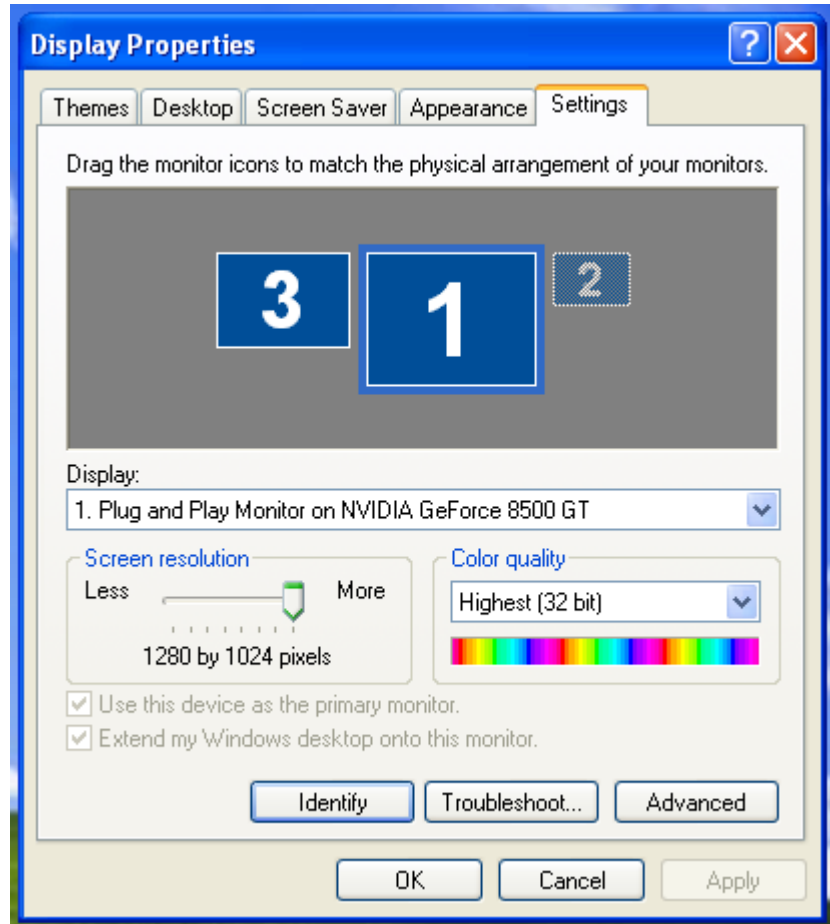 Display Properties
Themes Desktop Screen Saver Appearance Settings
Drag the monitor icons to match the physical arrangement of your monitors.
3 1 2
Display:
1. Plug and Play Monitor on NVIDIA GeForce 8500 GT
Screen resolution Color quality
Less More Highest (32 bit)
1280 by 1024 pixels
Use this device as the primary monitor.
Extend my Windows desktop onto this monitor.
Identify Troubleshoot... Advanced
OK Cancel Apply